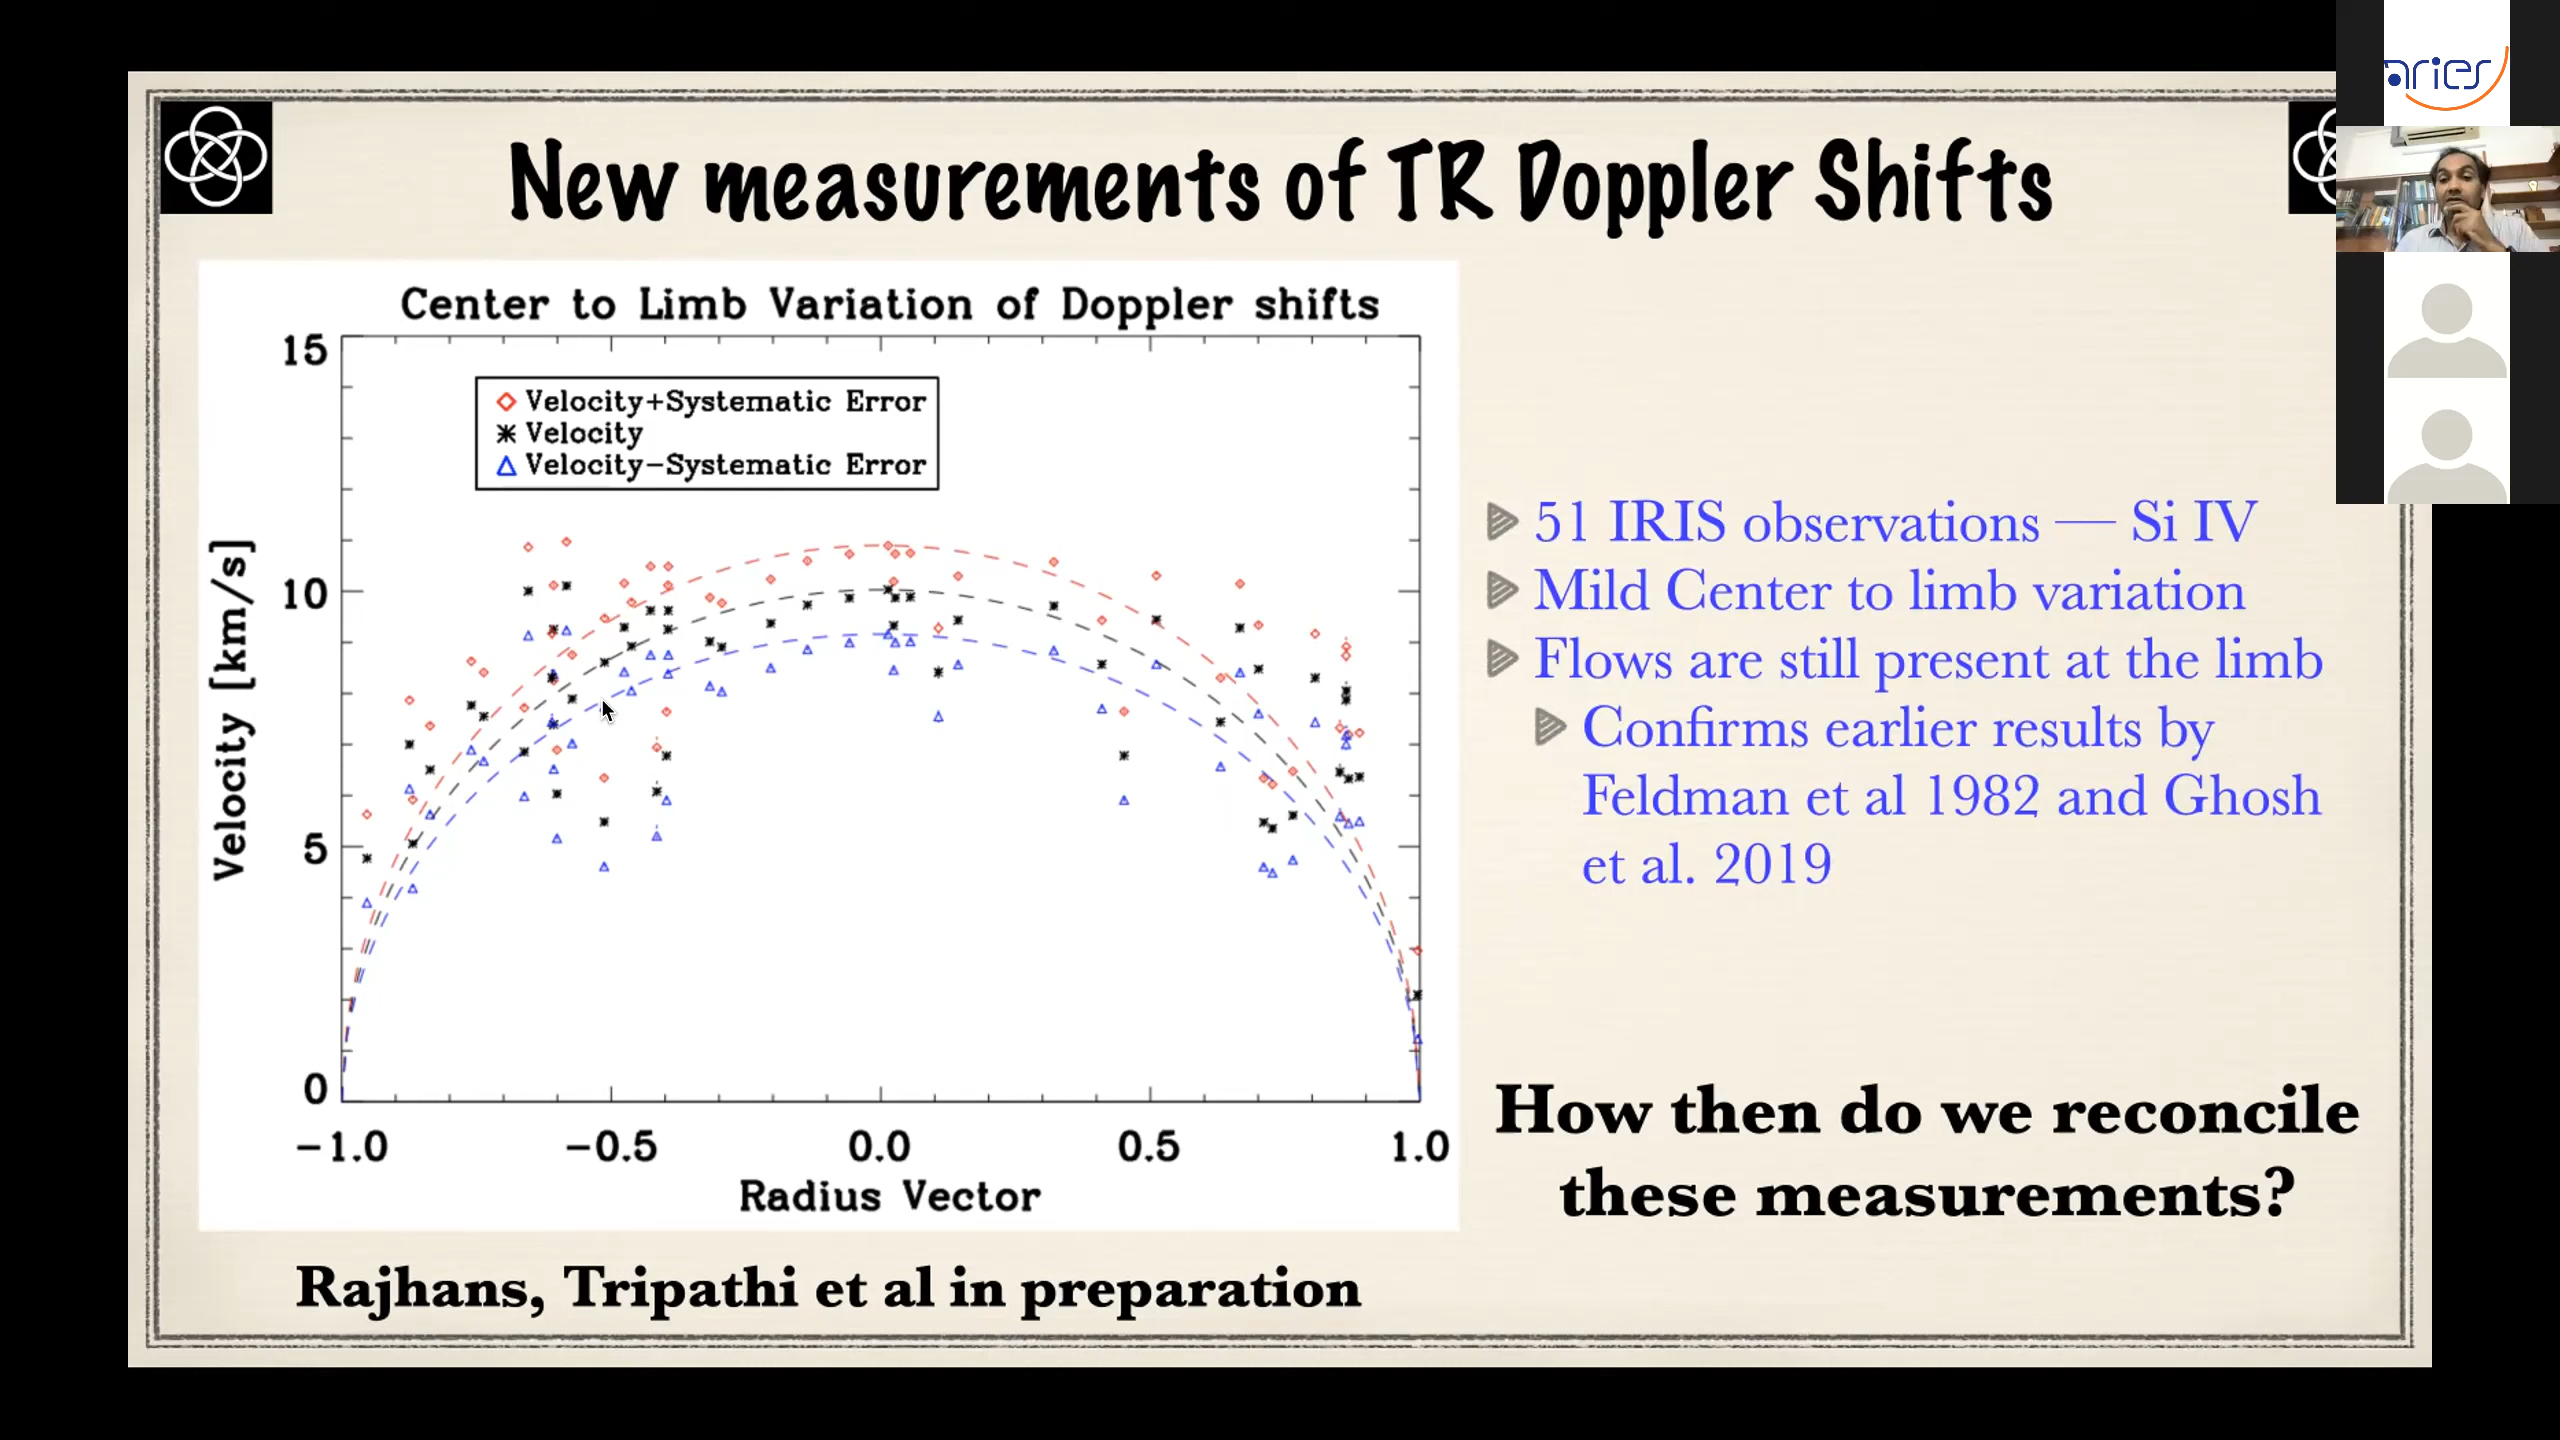 aries
New measurements of TR Doppler Shifts
Center to Limb Variation of Doppler shifts
15
Velocity+Systematic Error
Velocity
Velocity−Systematic Error
10
5
0
Velocity [km/s]
−1.0 −0.5 0.0 0.5 1.0
Radius Vector
Rajhans, Tripathi et al in preparation
51 IRIS observations — Si IV
Mild Center to limb variation
Flows are still present at the limb
Confirms earlier results by
Feldman et al 1982 and Ghosh
et al. 2019
How then do we reconcile
these measurements?